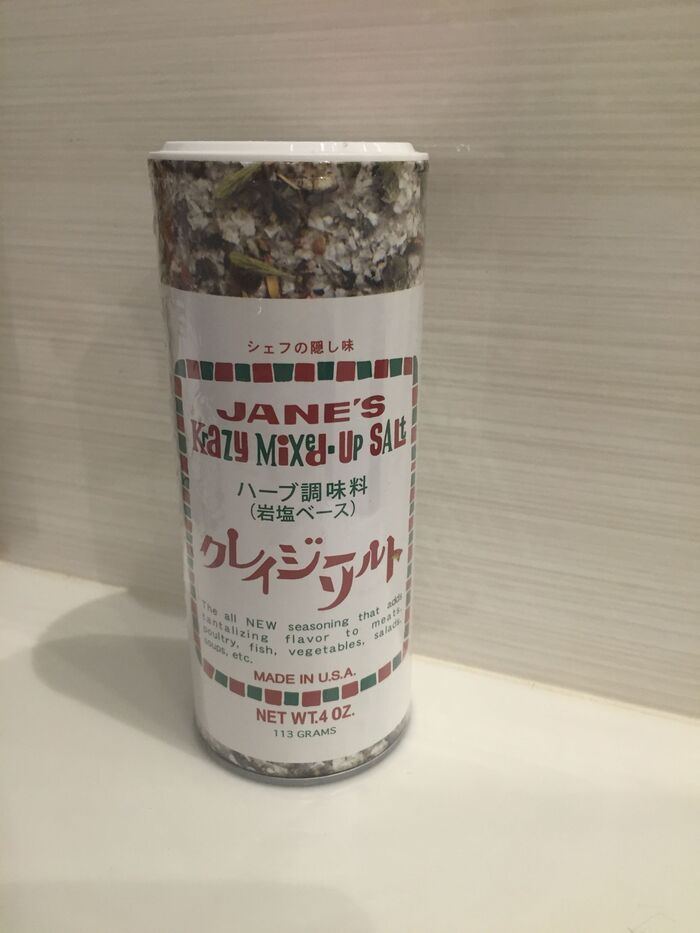 シェフの隠し味
JANE'S
Krazy Mixed-Up SALt
ハーブ調味料
(岩塩ベース)
クレイジーソルト
The all NEW seasoning that adds
tantalizing flavor to meats,
poultry, fish, vegetables, salads,
soups, etc.
MADE IN U.S.A.
NET WT.4 OZ.
113 GRAMS